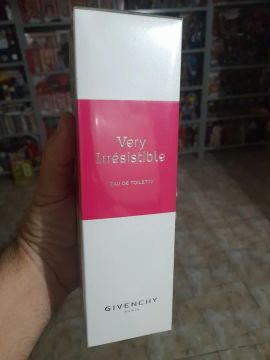 Very
Irrésistible
EAU DE TOILETTE
GIVENCHY
PARIS